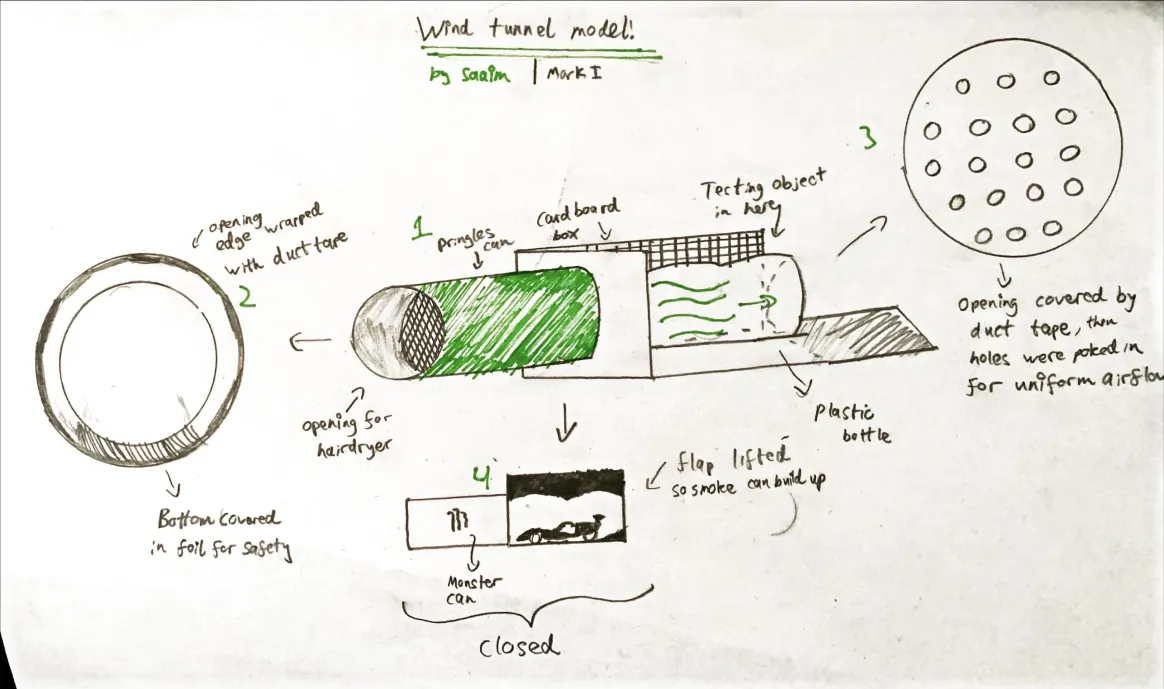 Wind tunnel model!
by Saaim | Mark I
3
Testing object
in here
Cardboard
box
1
Pringles
can
opening
edge wrapped
with duct tape
2
Opening covered by
duct tape, then
holes were poked in
for uniform airflow
opening for
hairdryer
Plastic
bottle
4
flap lifted
so smoke can build up
Bottom covered
in foil for safety
Monster
can
Closed